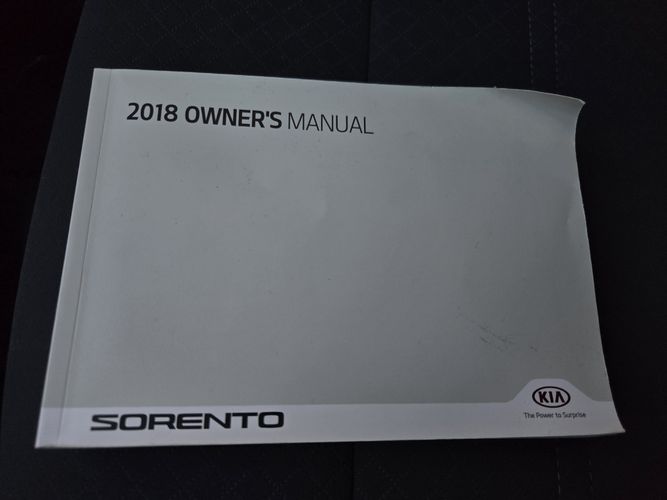 2018 OWNER'S MANUAL
SORENTO
KIA
The Power to Surprise